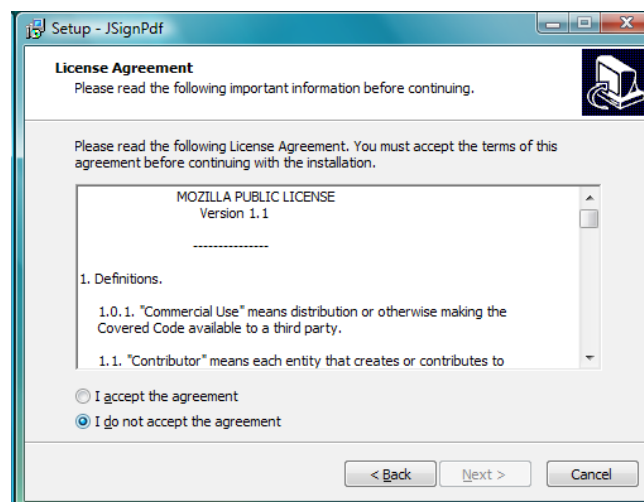 Setup - JSignPdf
License Agreement
Please read the following important information before continuing.
Please read the following License Agreement. You must accept the terms of this
agreement before continuing with the installation.
MOZILLA PUBLIC LICENSE
Version 1.1
---------------
1. Definitions.
1.0.1. "Commercial Use" means distribution or otherwise making the
Covered Code available to a third party.
1.1. "Contributor" means each entity that creates or contributes to
I accept the agreement
I do not accept the agreement
< Back
Next >
Cancel